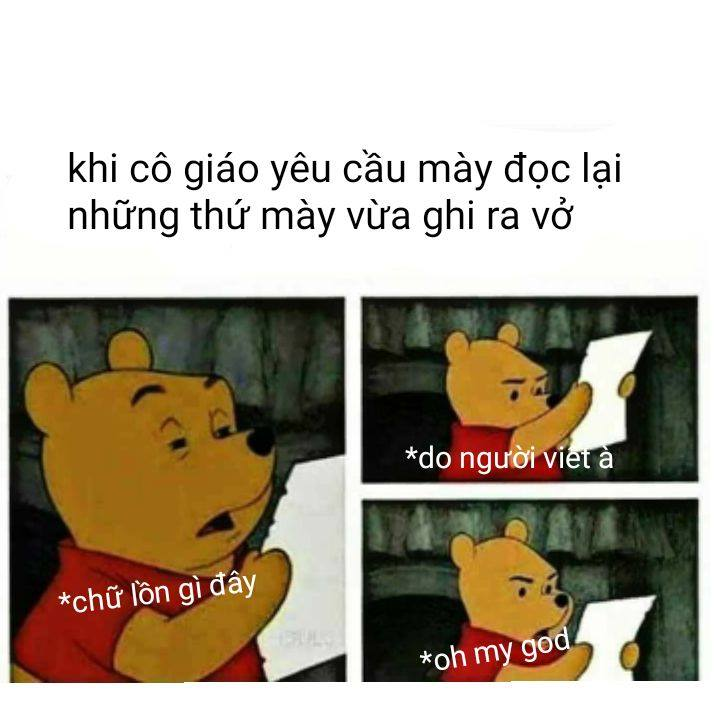 khi cô giáo yêu cầu mày đọc lại
những thứ mày vừa ghi ra vở
*chữ lồn gì đây
*do người viết à
*oh my god